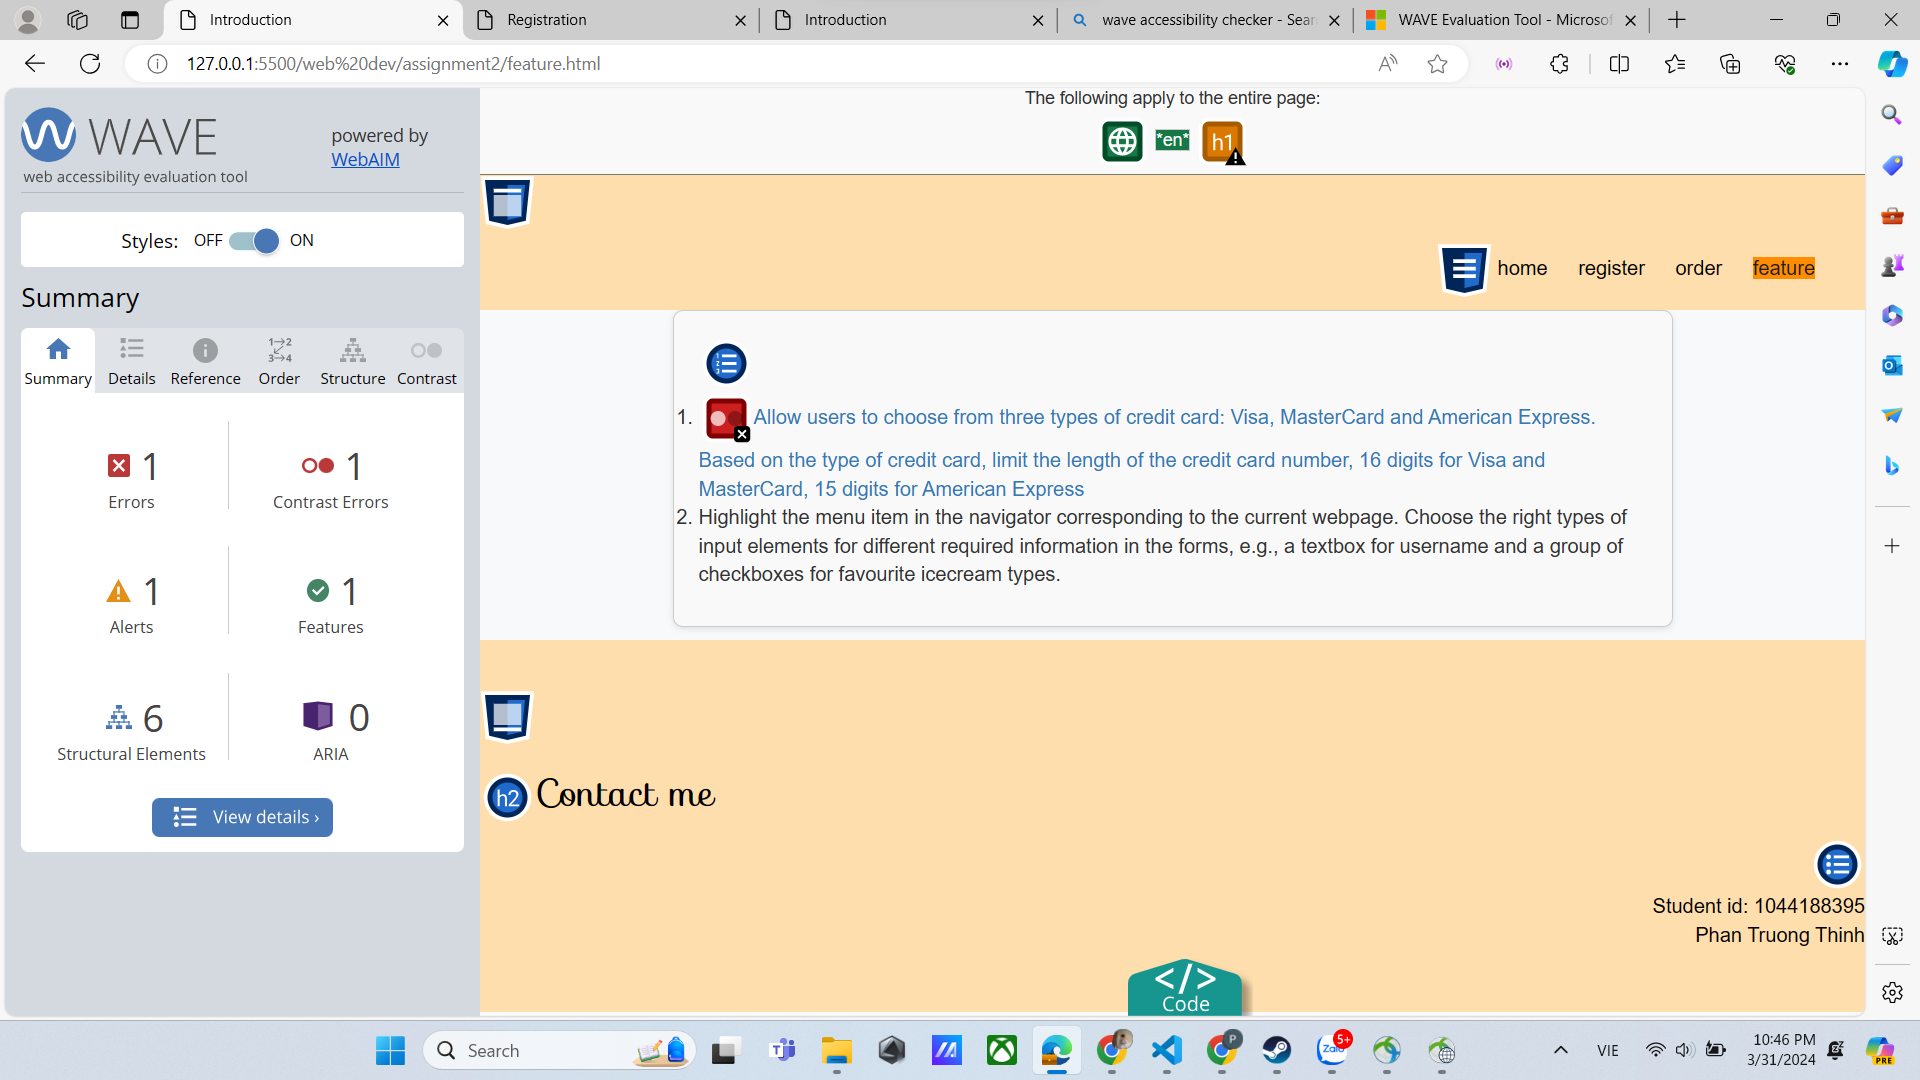 Introduction
Registration
Introduction
wave accessibility checker - Sear
WAVE Evaluation Tool - Microsof
127.0.0.1:5500/web%20dev/assignment2/feature.html
WAVE
powered by
WebAIM
web accessibility evaluation tool
Styles: OFF ON
Summary
Summary Details Reference Order Structure Contrast
1 Errors
1 Contrast Errors
1 Alerts
1 Features
6 Structural Elements
0 ARIA
View details ›
The following apply to the entire page:
*en* h1
home register order feature
1. Allow users to choose from three types of credit card: Visa, MasterCard and American Express.
Based on the type of credit card, limit the length of the credit card number, 16 digits for Visa and
MasterCard, 15 digits for American Express
2. Highlight the menu item in the navigator corresponding to the current webpage. Choose the right types of
input elements for different required information in the forms, e.g., a textbox for username and a group of
checkboxes for favourite icecream types.
h2 Contact me
Student id: 1044188395
Phan Truong Thinh
</>
Code
Search
5+
Zalo
P
VIE
10:46 PM
3/31/2024
PRE